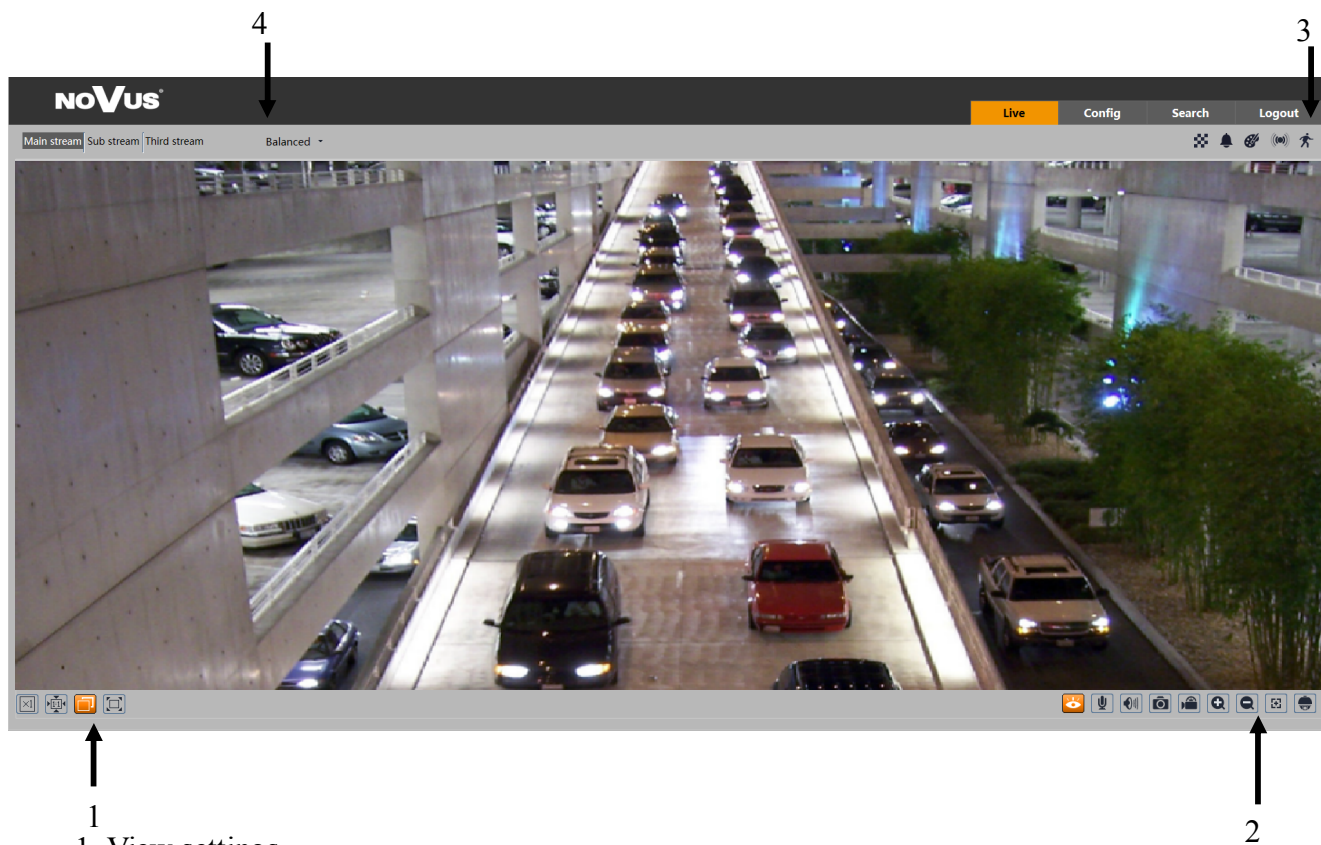 4
3
NOVUS®
Live Config Search Logout
Main stream Sub stream Third stream Balanced
1
2
1. View settings